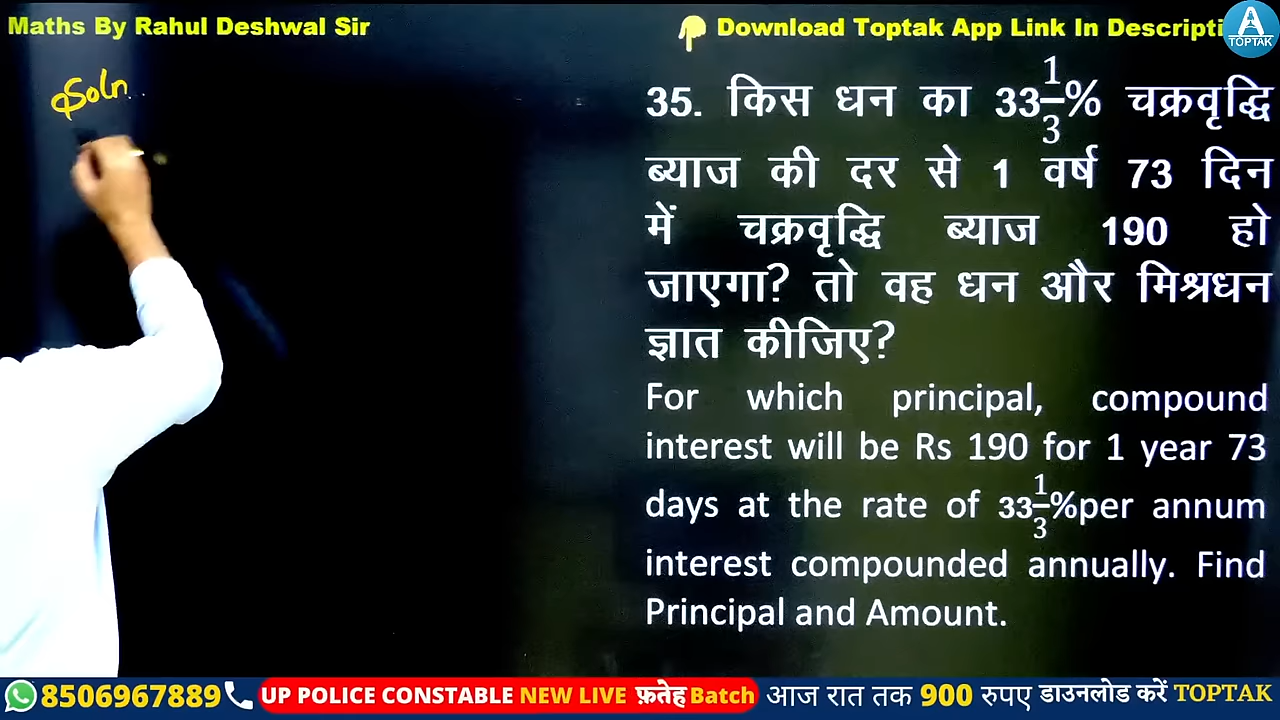 Maths By Rahul Deshwal Sir
Download Toptak App Link In Descripti
TOPTAK
Soln
35. किस धन का 33 1/3% चक्रवृद्धि
ब्याज की दर से 1 वर्ष 73 दिन
में चक्रवृद्धि ब्याज 190 हो
जाएगा? तो वह धन और मिश्रधन
ज्ञात कीजिए?
For which principal, compound
interest will be Rs 190 for 1 year 73
days at the rate of 33 1/3%per annum
interest compounded annually. Find
Principal and Amount.
8506967889 UP POLICE CONSTABLE NEW LIVE फ़तेह Batch आज रात तक 900 रुपए डाउनलोड करें TOPTAK